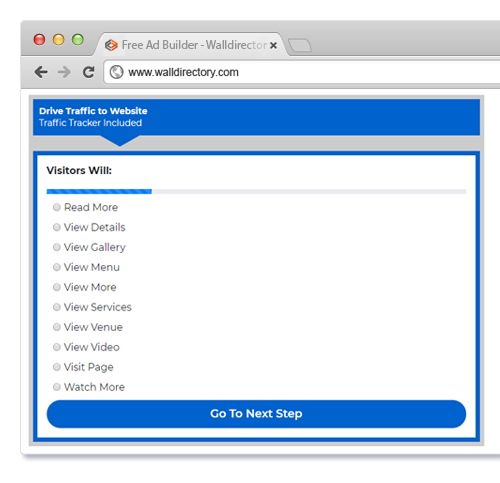 Free Ad Builder - Walldirector
www.walldirectory.com
Drive Traffic to Website
Traffic Tracker Included
Visitors Will:
Read More
View Details
View Gallery
View Menu
View More
View Services
View Venue
View Video
Visit Page
Watch More
Go To Next Step